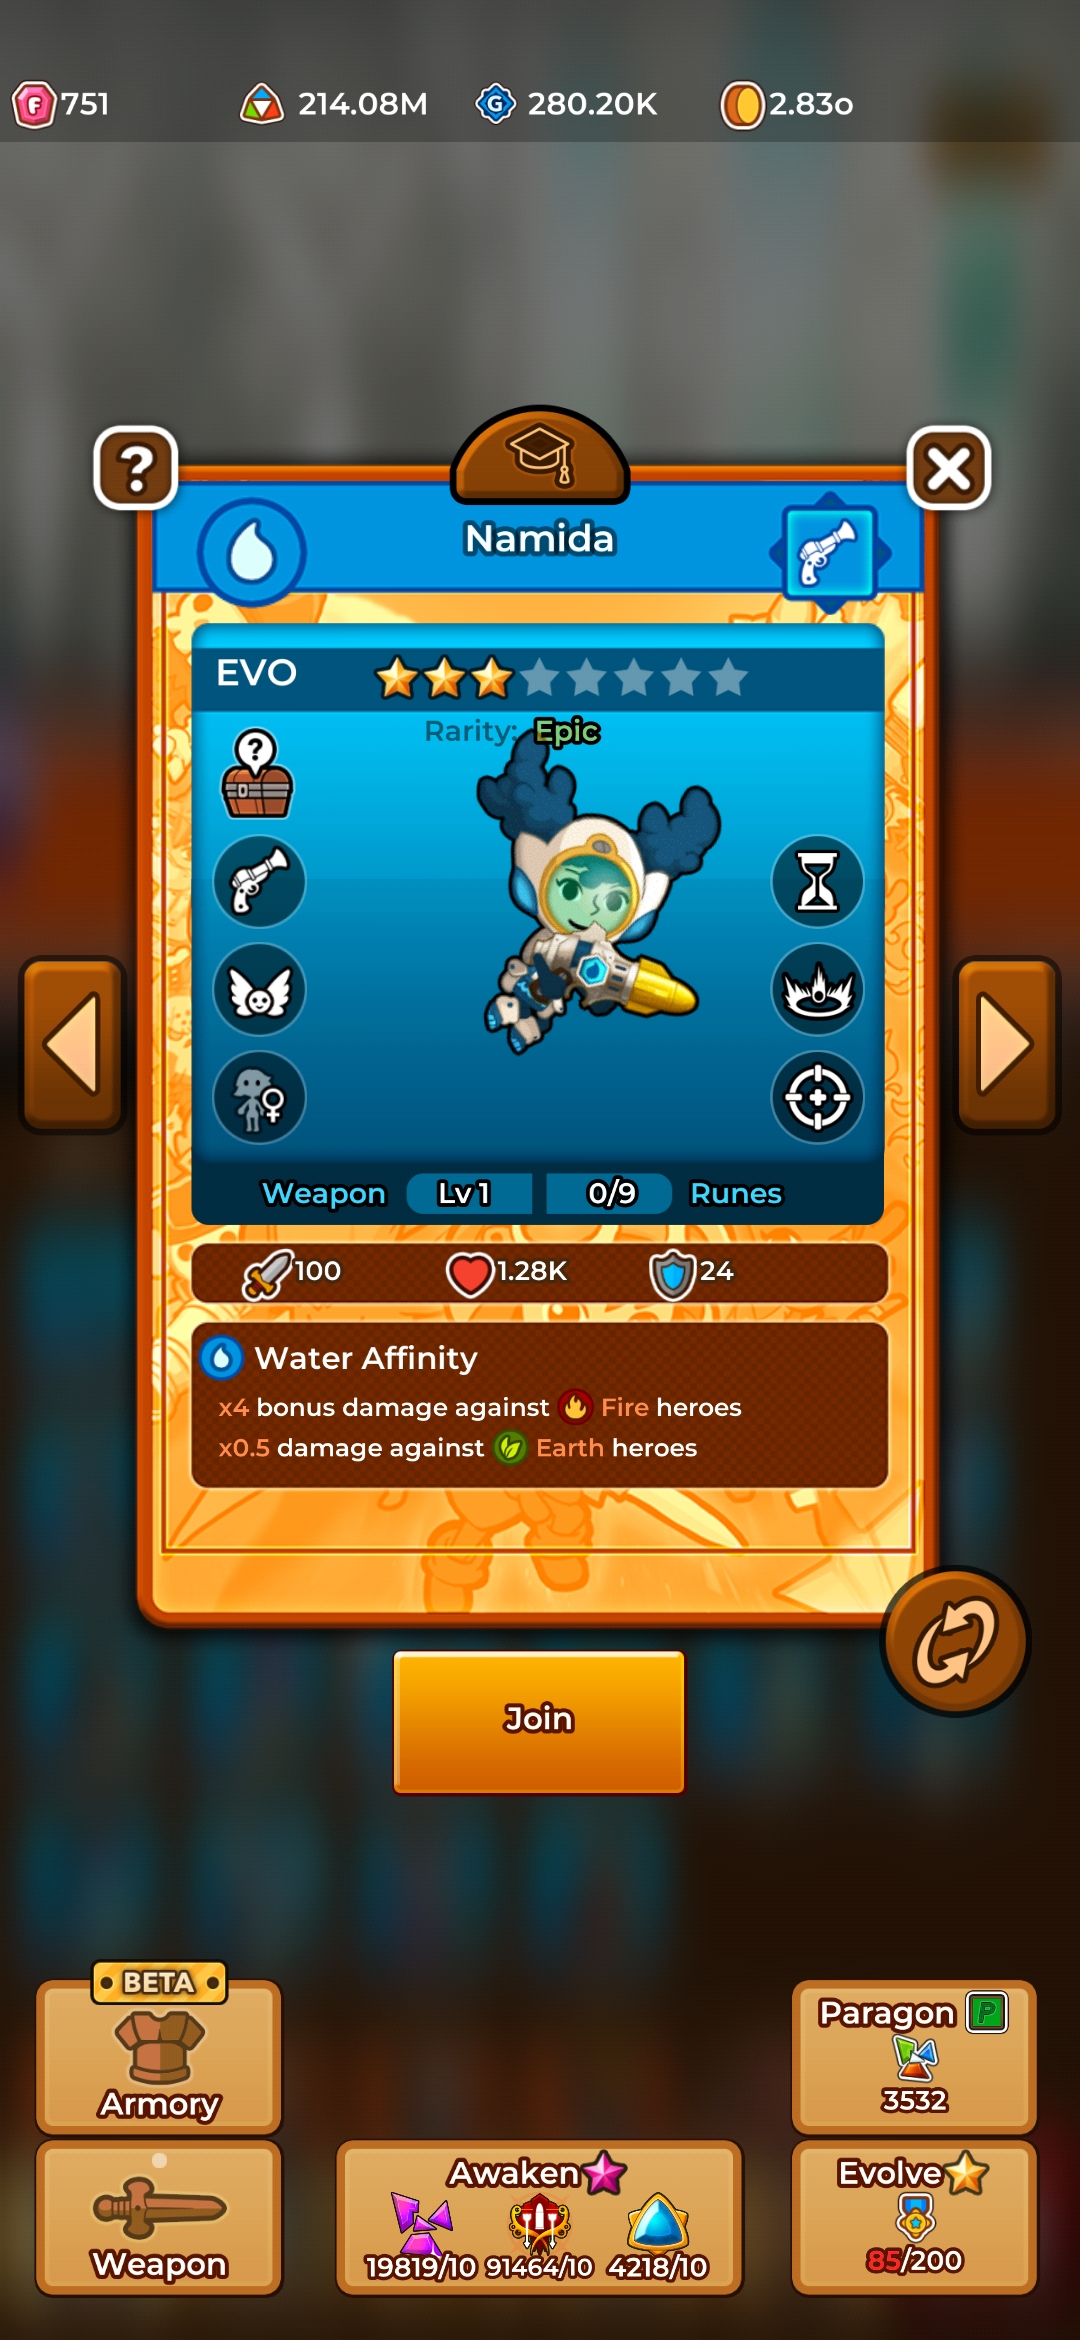 F 751 214.08M G 280.20K 2.83o
?
Namida
EVO
Rarity: Epic
?
Weapon Lv 1 0/9 Runes
100 1.28K 24
Water Affinity
x4 bonus damage against Fire heroes
x0.5 damage against Earth heroes
Join
BETA
Armory
Paragon P
3532
Weapon
Awaken
19819/10 91464/10 4218/10
Evolve
85/200